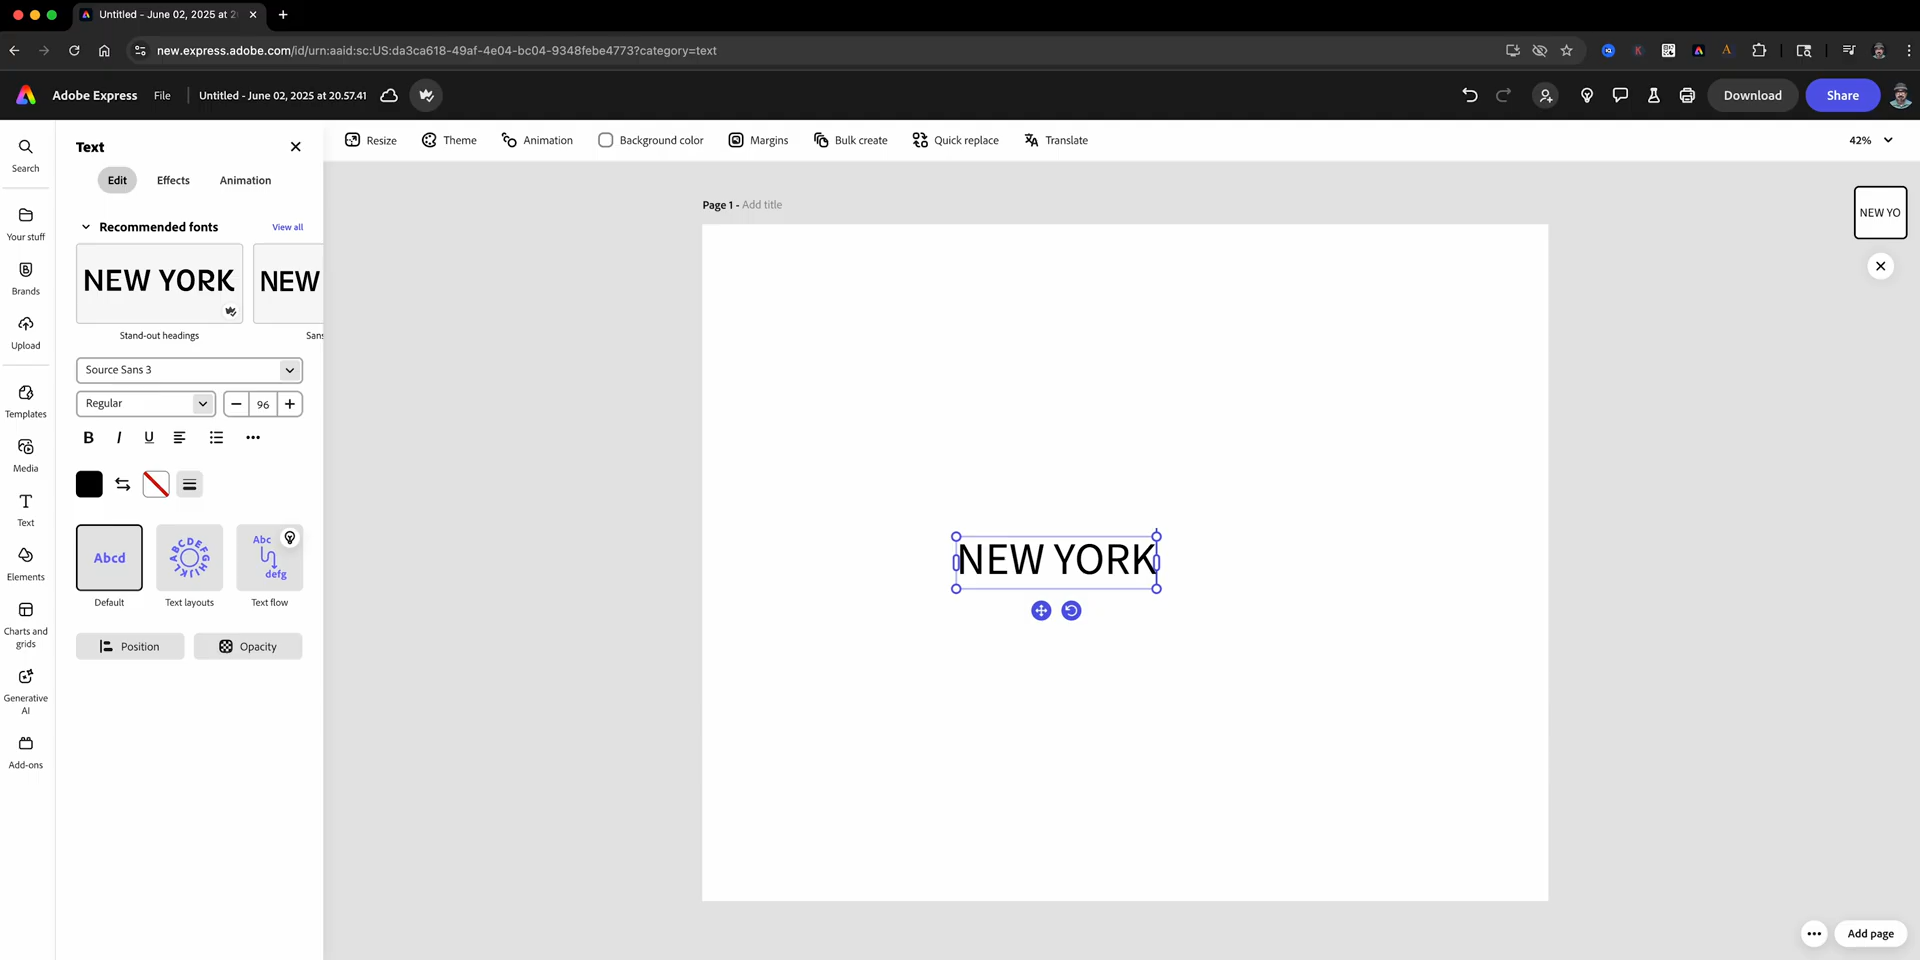 Untitled - June 02, 2025 at 2
new.express.adobe.com/id/urn:aaid:sc:US:da3ca618-49af-4e04-bc04-9348febe4773?category=text
Adobe Express File Untitled - June 02, 2025 at 20.57.41 Download Share
Resize Theme Animation Background color Margins Bulk create Quick replace Translate 42%
Search
Your stuff
Brands
Upload
Templates
Media
Text
Elements
Charts and
grids
Generative
AI
Add-ons
Text
Edit Effects Animation
Recommended fonts View all
NEW YORK NEW
Stand-out headings Sans
Source Sans 3
Regular 96
B I U
Abcd ABCDEFGHIJKL Abc
defg
Default Text layouts Text flow
Position Opacity
Page 1 - Add title
NEW YORK
NEW YO
Add page